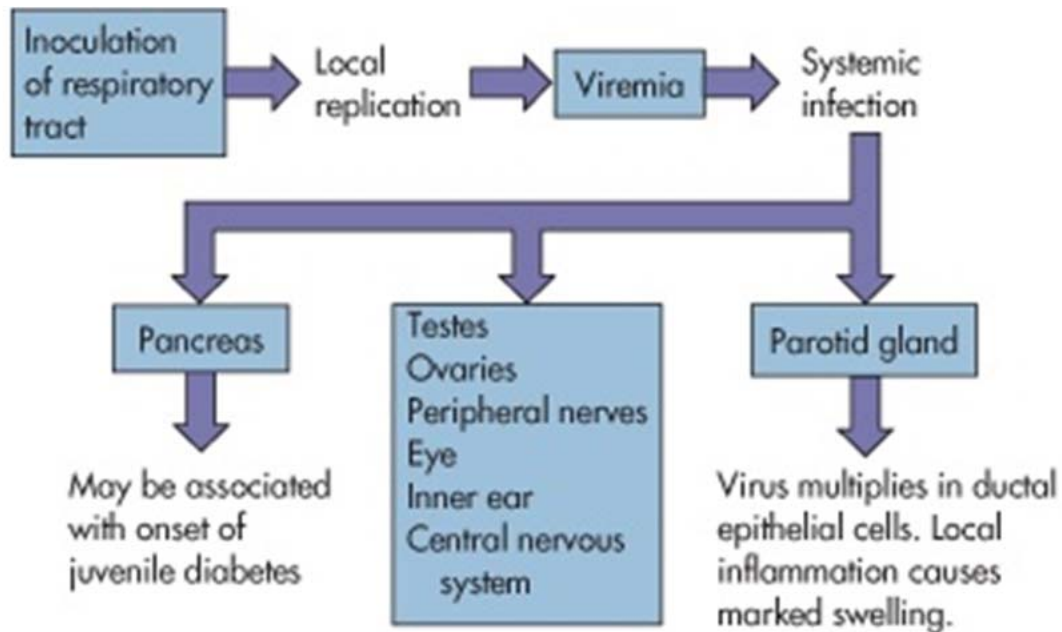 Inoculation
of respiratory
tract
Local
replication
Viremia
Systemic
infection
Pancreas
May be associated
with onset of
juvenile diabetes
Testes
Ovaries
Peripheral nerves
Eye
Inner ear
Central nervous
system
Parotid gland
Virus multiplies in ductal
epithelial cells. Local
inflammation causes
marked swelling.